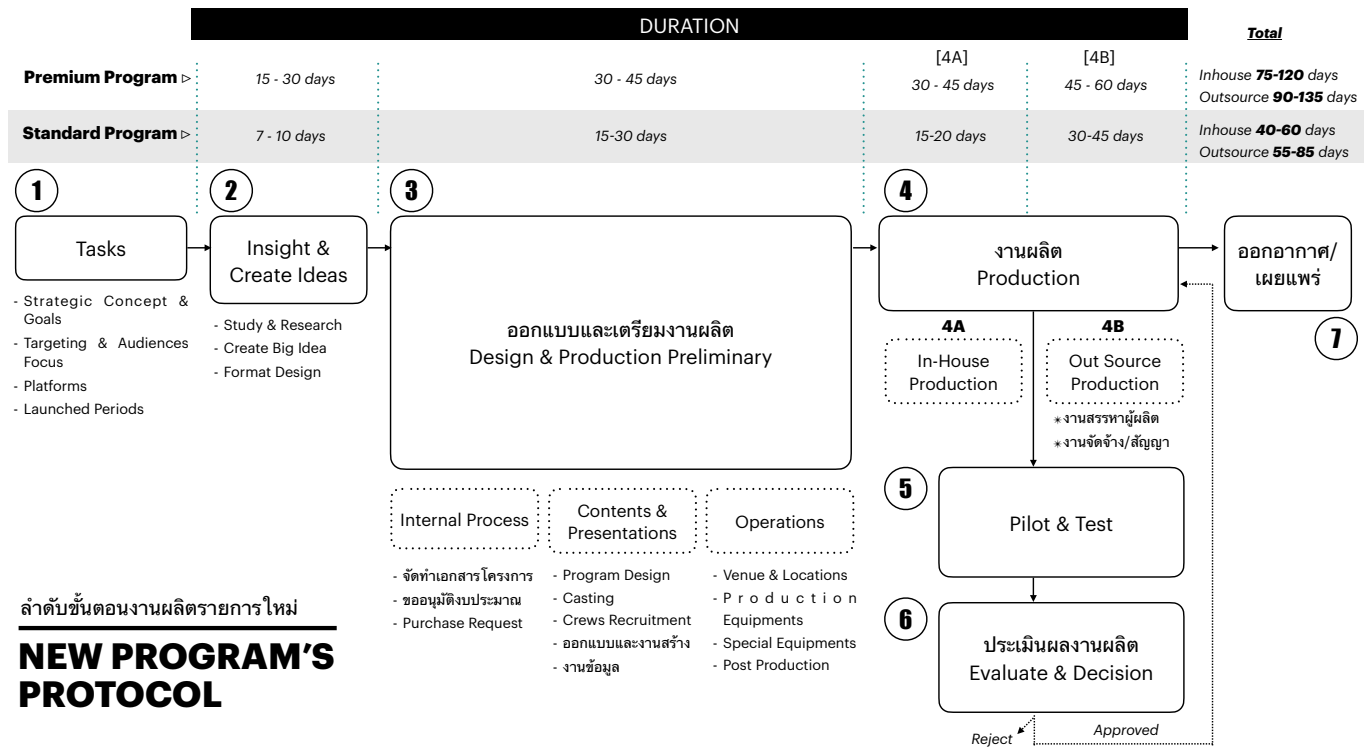 DURATION
Total
Premium Program ▷
15 - 30 days
30 - 45 days
[4A]
30 - 45 days
[4B]
45 - 60 days
Inhouse 75-120 days
Outsource 90-135 days
Standard Program ▷
7 - 10 days
15-30 days
15-20 days
30-45 days
Inhouse 40-60 days
Outsource 55-85 days
1
Tasks
- Strategic Concept &
Goals
- Targeting & Audiences
Focus
- Platforms
- Launched Periods
2
Insight &
Create Ideas
- Study & Research
- Create Big Idea
- Format Design
3
ออกแบบและเตรียมงานผลิต
Design & Production Preliminary
Internal Process
- จัดทำเอกสารโครงการ
- ขออนุมัติงบประมาณ
- Purchase Request
Contents &
Presentations
- Program Design
- Casting
- Crews Recruitment
- ออกแบบและงานสร้าง
- งานข้อมูล
Operations
- Venue & Locations
- Production
Equipments
- Special Equipments
- Post Production
4
งานผลิต
Production
4A
In-House
Production
4B
Out Source
Production
*งานสรรหาผู้ผลิต
*งานจัดจ้าง/สัญญา
5
Pilot & Test
6
ประเมินผลงานผลิต
Evaluate & Decision
Reject
Approved
ออกอากาศ/
เผยแพร่
7
ลำดับขั้นตอนงานผลิตรายการใหม่
NEW PROGRAM'S
PROTOCOL